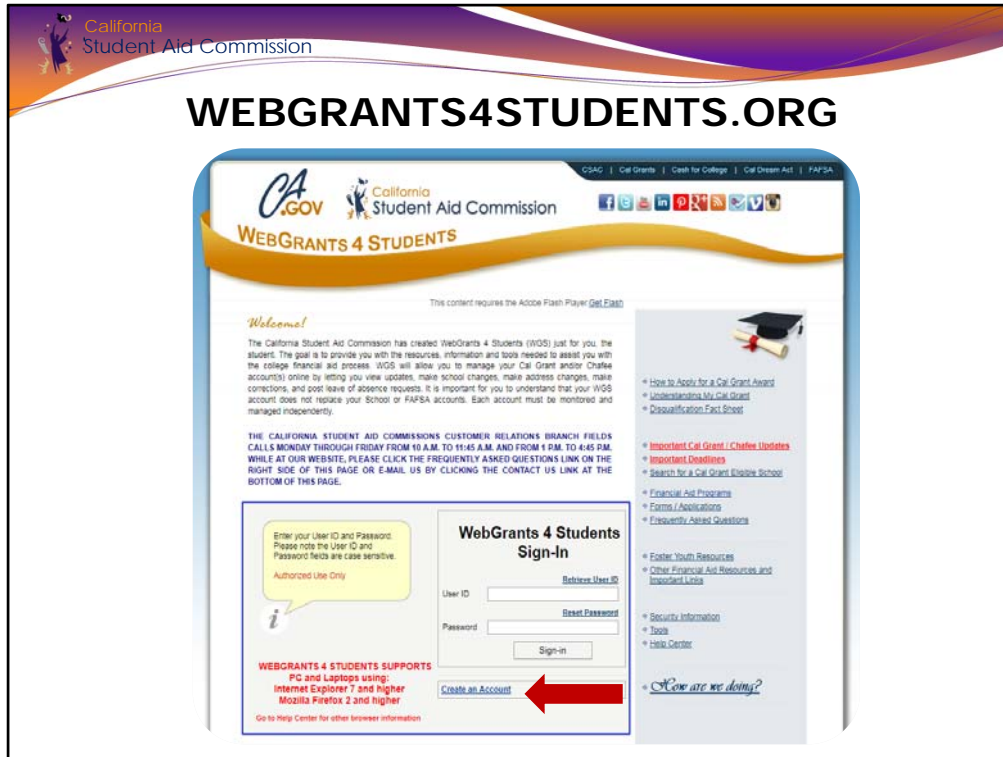 California
Student Aid Commission
WEBGRANTS4STUDENTS.ORG
CSAC | Cal Grants | Cash for College | Cal Dream Act | FAFSA
CA.GOV
California
Student Aid Commission
WEBGRANTS 4 STUDENTS
This content requires the Adobe Flash Player Get Flash
Welcome!
The California Student Aid Commission has created WebGrants 4 Students (WGS) just for you, the
student. The goal is to provide you with the resources, information and tools needed to assist you with
the college financial aid process. WGS will allow you to manage your Cal Grant and/or Chafee
account(s) online by letting you view updates, make school changes, make address changes, make
corrections, and post leave of absence requests. It is important for you to understand that your WGS
account does not replace your School or FAFSA accounts. Each account must be monitored and
managed independently.
THE CALIFORNIA STUDENT AID COMMISSIONS CUSTOMER RELATIONS BRANCH FIELDS
CALLS MONDAY THROUGH FRIDAY FROM 10 A.M. TO 11:45 A.M. AND FROM 1 P.M. TO 4:45 P.M.
WHILE AT OUR WEBSITE, PLEASE CLICK THE FREQUENTLY ASKED QUESTIONS LINK ON THE
RIGHT SIDE OF THIS PAGE OR E-MAIL US BY CLICKING THE CONTACT US LINK AT THE
BOTTOM OF THIS PAGE.
Enter your User ID and Password.
Please note the User ID and
Password fields are case sensitive.
Authorized Use Only
i
WEBGRANTS 4 STUDENTS SUPPORTS
PC and Laptops using:
Internet Explorer 7 and higher
Mozilla Firefox 2 and higher
Go to Help Center for other browser information
WebGrants 4 Students
Sign-In
Retrieve User ID
User ID
Reset Password
Password
Sign-in
Create an Account
How to Apply for a Cal Grant Award
Understanding My Cal Grant
Disqualification Fact Sheet
Important Cal Grant / Chafee Updates
Important Deadlines
Search for a Cal Grant Eligible School
Financial Aid Programs
Forms / Applications
Frequently Asked Questions
Foster Youth Resources
Other Financial Aid Resources and
Important Links
Security Information
Tools
Help Center
How are we doing?